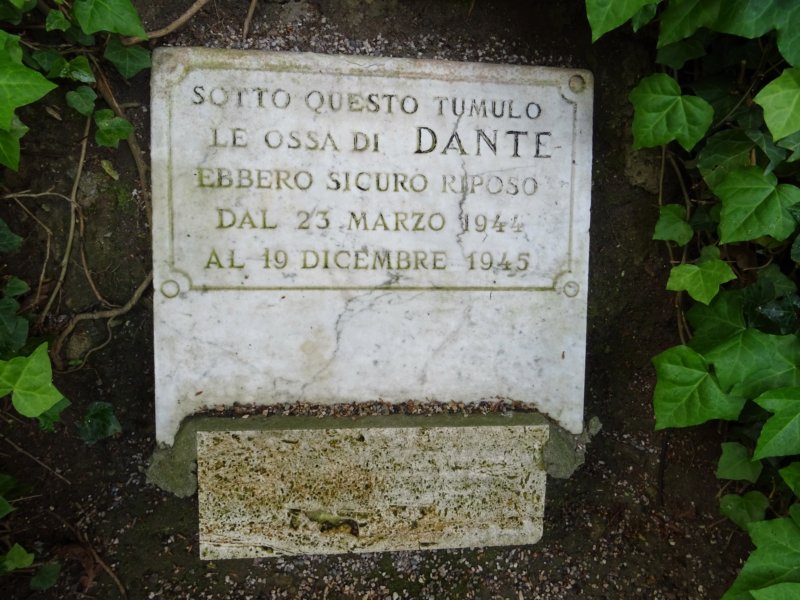 SOTTO QUESTO TUMULO
LE OSSA DI DANTE
EBBERO SICURO RIPOSO
DAL 23 MARZO 1944
AL 19 DICEMBRE 1945